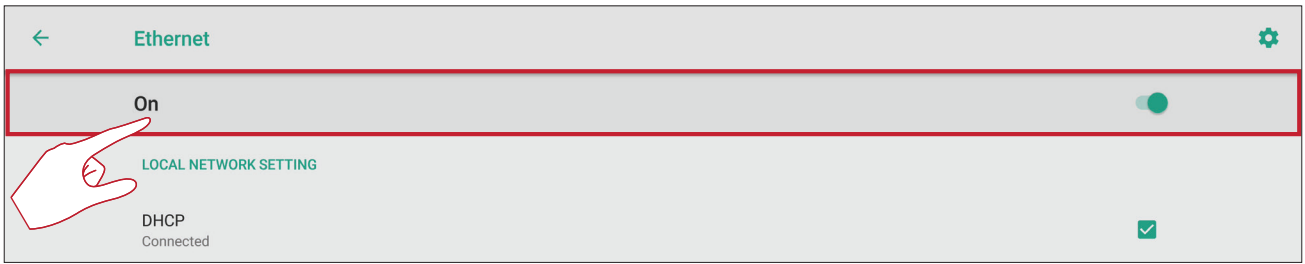 Ethernet
On
LOCAL NETWORK SETTING
DHCP
Connected